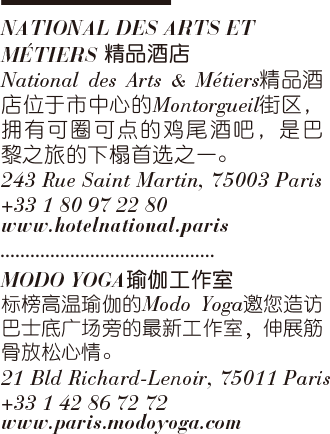 NATIONAL DES ARTS ET
MÉTIERS 精品酒店
National des Arts & Métiers精品酒
店位于市中心的Montorgueil街区，
拥有可圈可点的鸡尾酒吧，是巴
黎之旅的下榻首选之一。
243 Rue Saint Martin, 75003 Paris
+33 1 80 97 22 80
www.hotelnational.paris
MODO YOGA瑜伽工作室
标榜高温瑜伽的Modo Yoga邀您造访
巴士底广场旁的最新工作室，伸展筋
骨放松心情。
21 Bld Richard-Lenoir, 75011 Paris
+33 1 42 86 72 72
www.paris.modoyoga.com